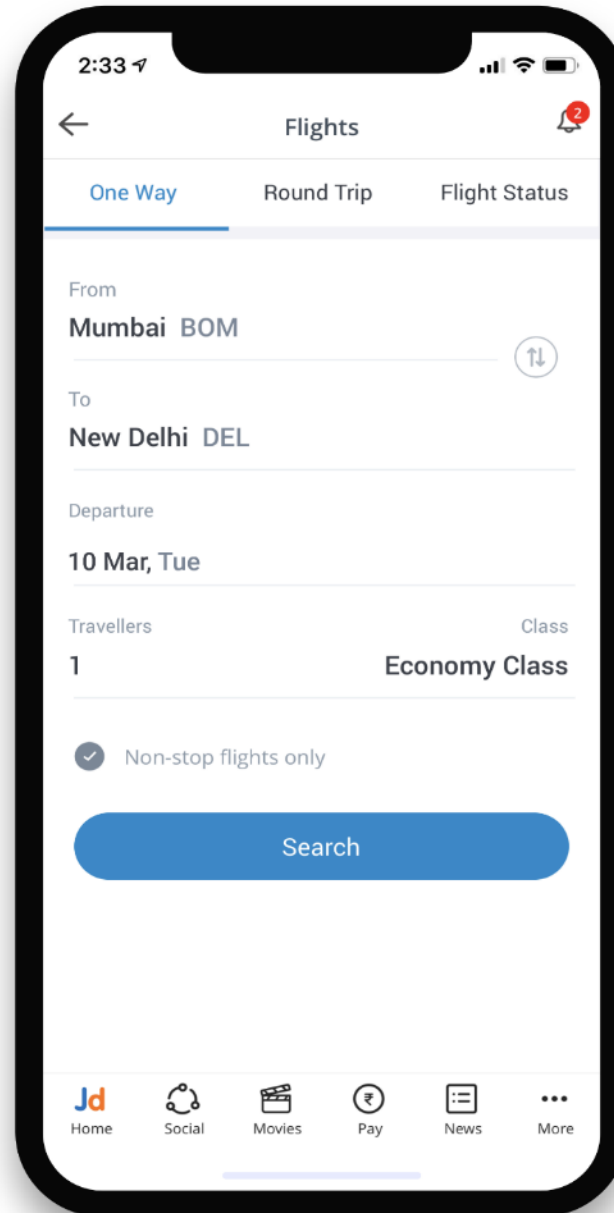 2:33
Flights
2
One Way Round Trip Flight Status
From
Mumbai BOM
To
New Delhi DEL
Departure
10 Mar, Tue
Travellers Class
1 Economy Class
Non-stop flights only
Search
Jd ₹
Home Social Movies Pay News More